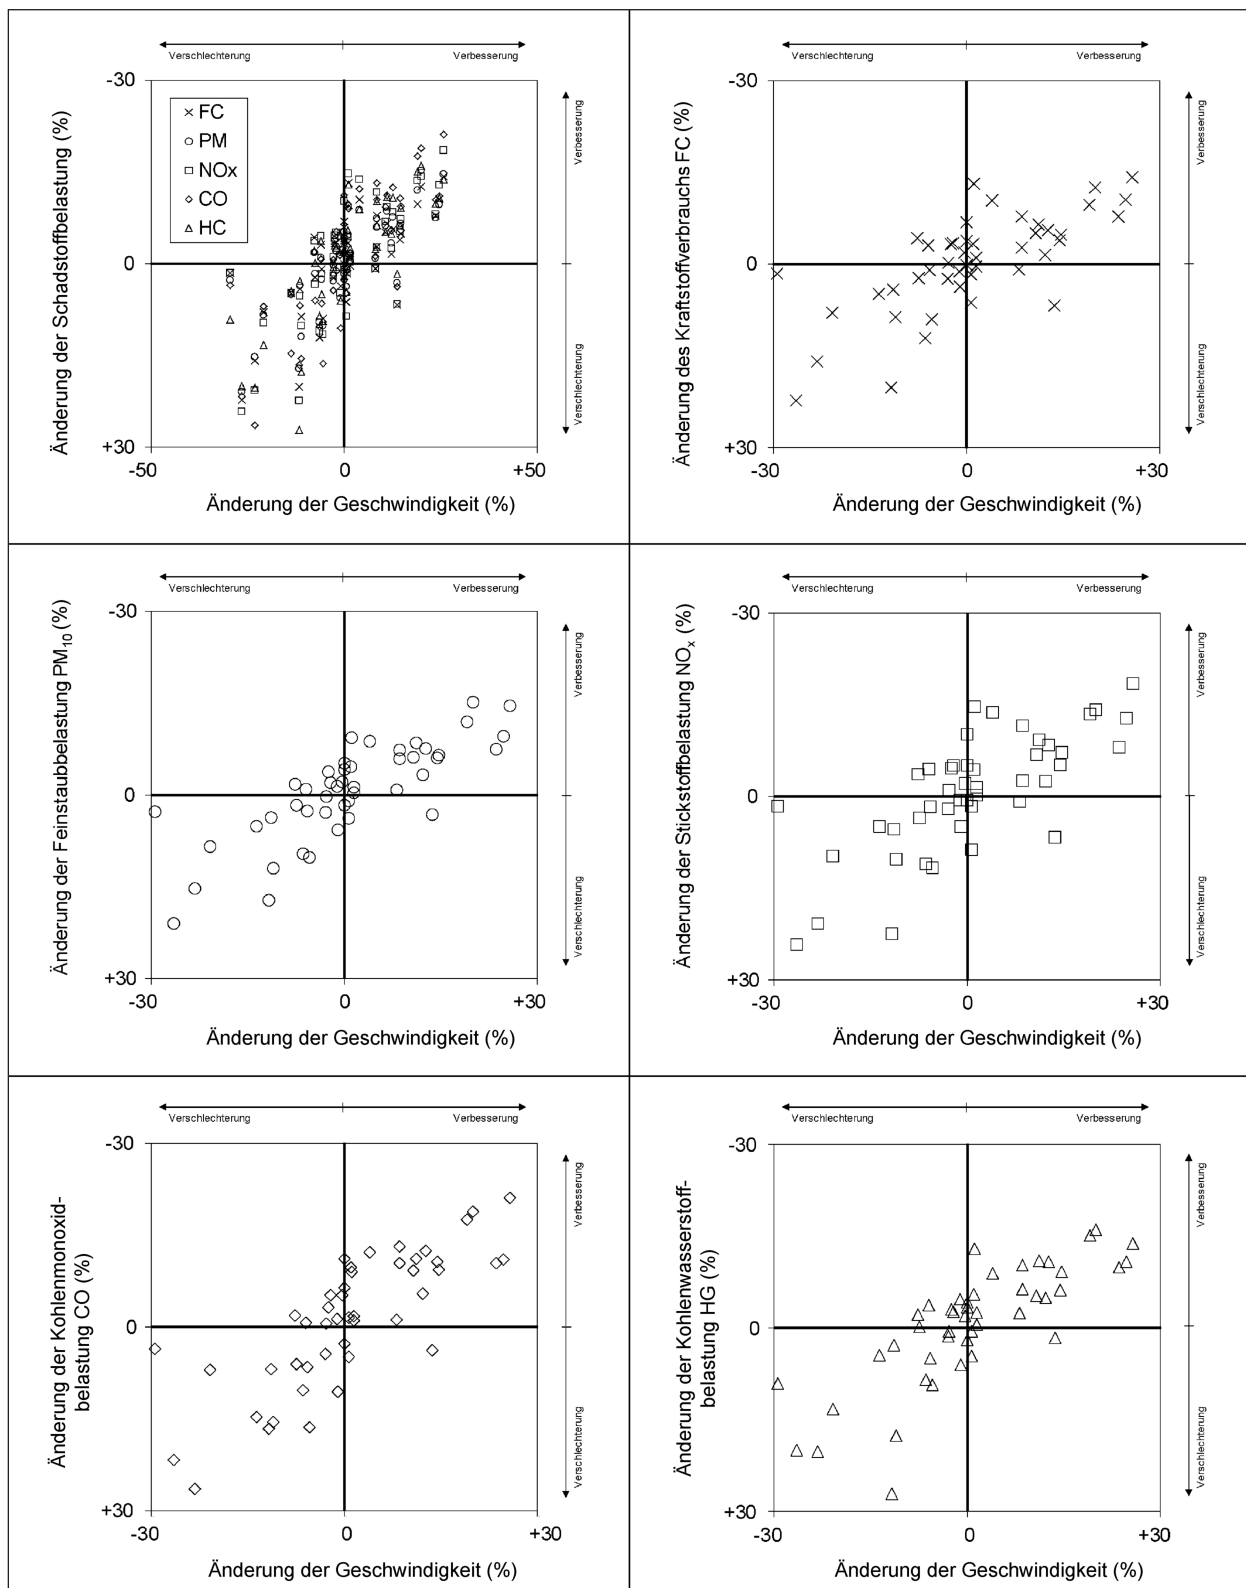 Verschlechterung Verbesserung
Änderung der Schadstoffbelastung (%)
-30
0
+30
FC
PM
NOx
CO
HC
-50 0 +50
Änderung der Geschwindigkeit (%)
Verbesserung
Verschlechterung
Verschlechterung Verbesserung
Änderung des Kraftstoffverbrauchs FC (%)
-30
0
+30
-30 0 +30
Änderung der Geschwindigkeit (%)
Verbesserung
Verschlechterung
Verschlechterung Verbesserung
Änderung der Feinstaubbelastung PM10 (%)
-30
0
+30
-30 0 +30
Änderung der Geschwindigkeit (%)
Verbesserung
Verschlechterung
Verschlechterung Verbesserung
Änderung der Stickstoffbelastung NOx (%)
-30
0
+30
-30 0 +30
Änderung der Geschwindigkeit (%)
Verbesserung
Verschlechterung
Verschlechterung Verbesserung
Änderung der Kohlenmonoxid-
belastung CO (%)
-30
0
+30
-30 0 +30
Änderung der Geschwindigkeit (%)
Verbesserung
Verschlechterung
Verschlechterung Verbesserung
Änderung der Kohlenwasserstoff-
belastung HG (%)
-30
0
+30
-30 0 +30
Änderung der Geschwindigkeit (%)
Verbesserung
Verschlechterung